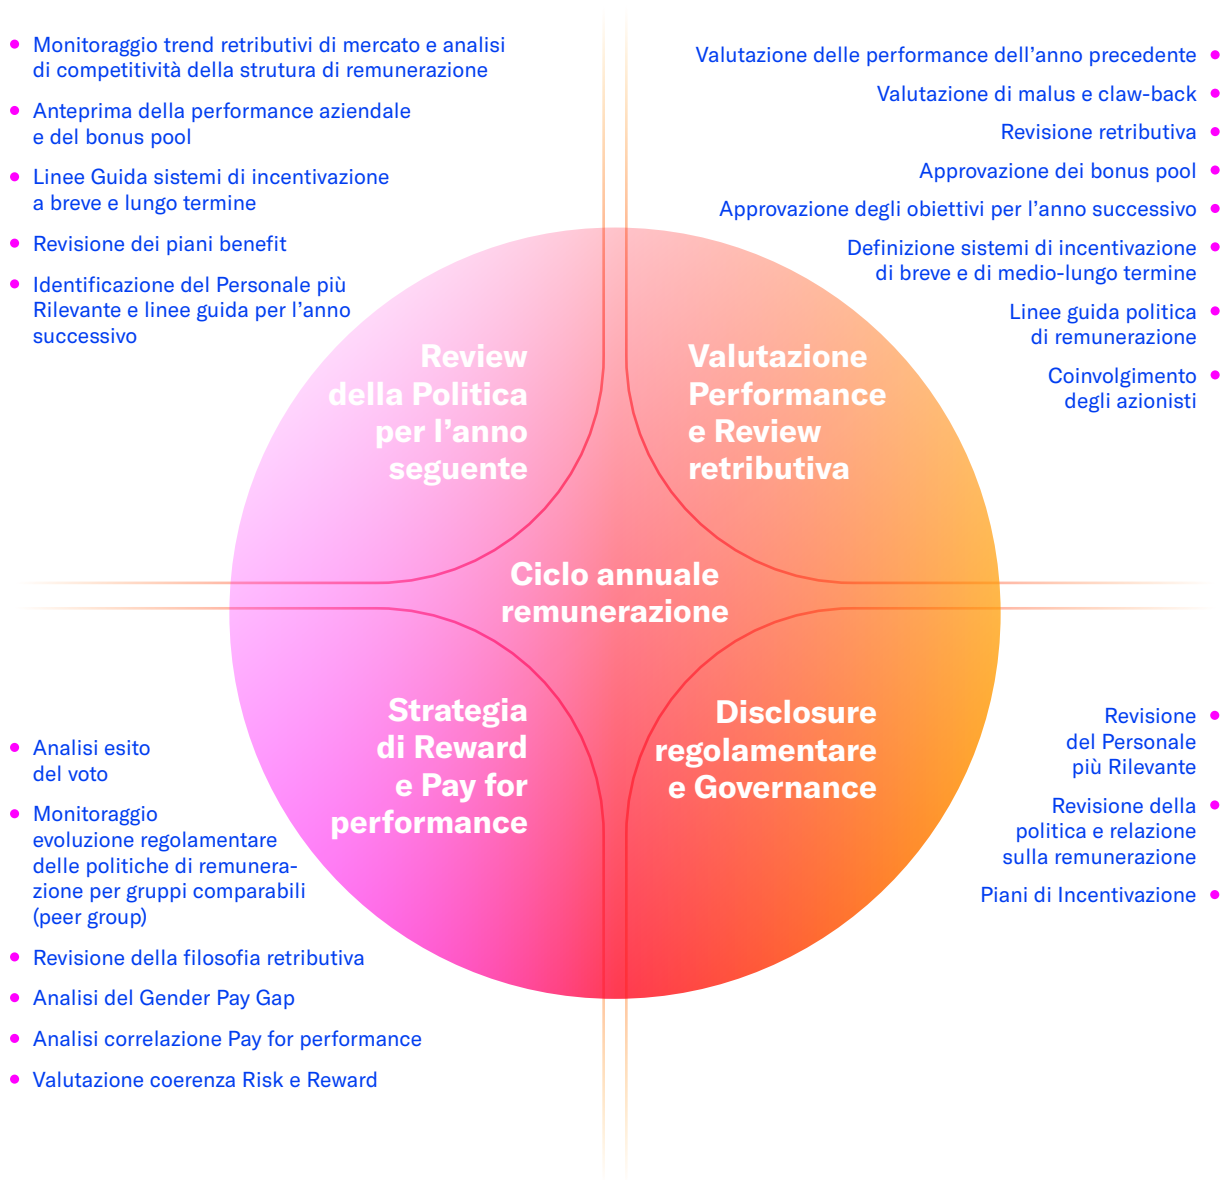 Monitoraggio trend retributivi di mercato e analisi
di competitività della strutura di remunerazione
Anteprima della performance aziendale
e del bonus pool
Linee Guida sistemi di incentivazione
a breve e lungo termine
Revisione dei piani benefit
Identificazione del Personale più
Rilevante e linee guida per l’anno
successivo
Valutazione delle performance dell’anno precedente
Valutazione di malus e claw-back
Revisione retributiva
Approvazione dei bonus pool
Approvazione degli obiettivi per l’anno successivo
Definizione sistemi di incentivazione
di breve e di medio-lungo termine
Linee guida politica
di remunerazione
Coinvolgimento
degli azionisti
Review
della Politica
per l’anno
seguente
Valutazione
Performance
e Review
retributiva
Ciclo annuale
remunerazione
Strategia
di Reward
e Pay for
performance
Disclosure
regolamentare
e Governance
Analisi esito
del voto
Monitoraggio
evoluzione regolamentare
delle politiche di remunera-
zione per gruppi comparabili
(peer group)
Revisione della filosofia retributiva
Analisi del Gender Pay Gap
Analisi correlazione Pay for performance
Valutazione coerenza Risk e Reward
Revisione
del Personale
più Rilevante
Revisione della
politica e relazione
sulla remunerazione
Piani di Incentivazione